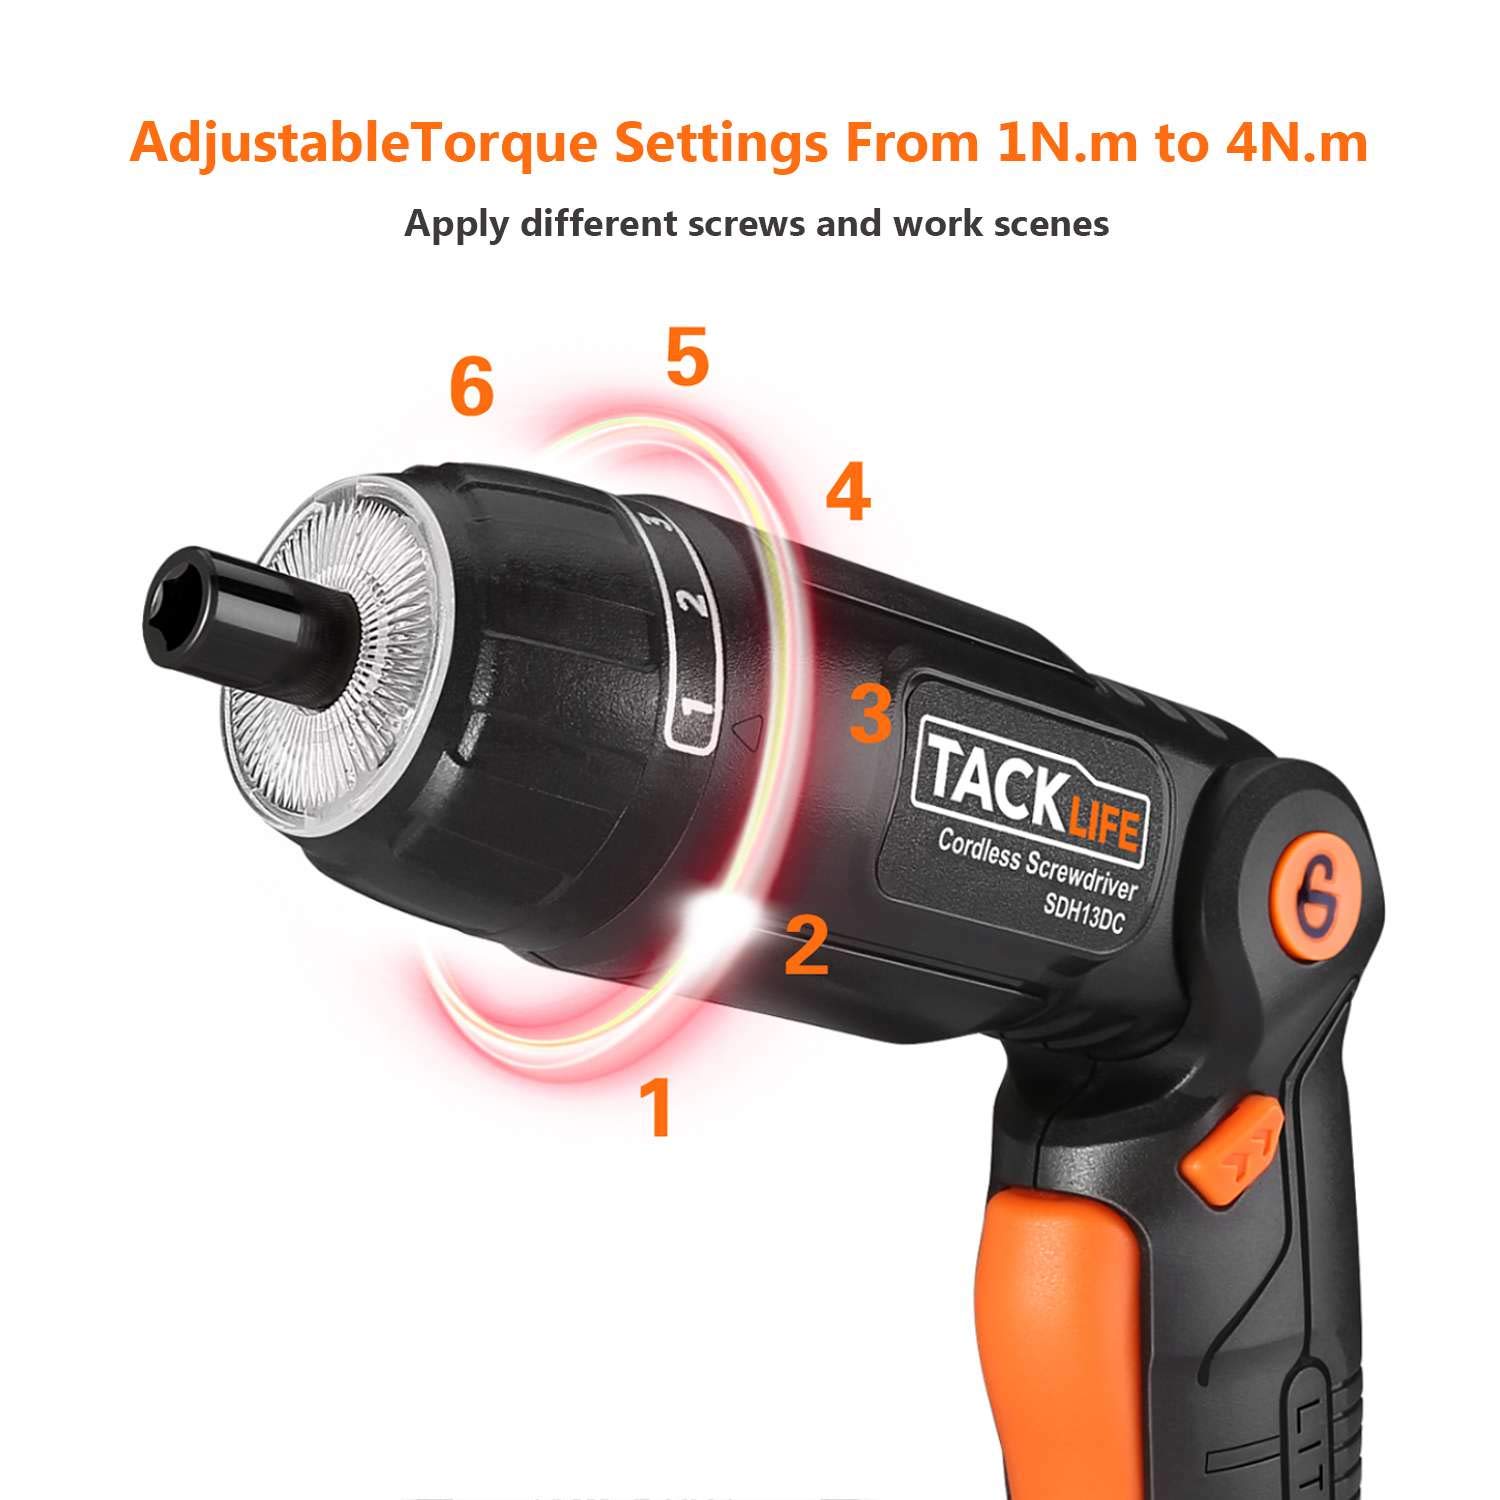 AdjustableTorque Settings From 1N.m to 4N.m
Apply different screws and work scenes
5
6
4
3
2
1
3
2
1
TACKLIFE
Cordless Screwdriver
SDH13DC